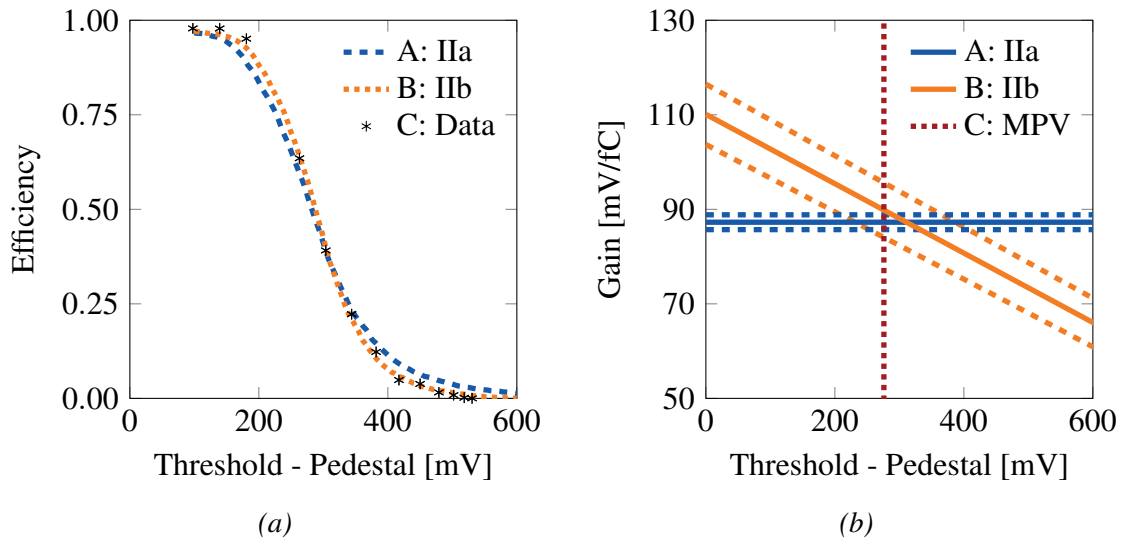 1.00
0.75
0.50
0.25
0.00
0
200
400
600
Efficiency
Threshold - Pedestal [mV]
A: IIa
B: IIb
C: Data
(a)
130
110
90
70
50
0
200
400
600
Gain [mV/fC]
Threshold - Pedestal [mV]
A: IIa
B: IIb
C: MPV
(b)